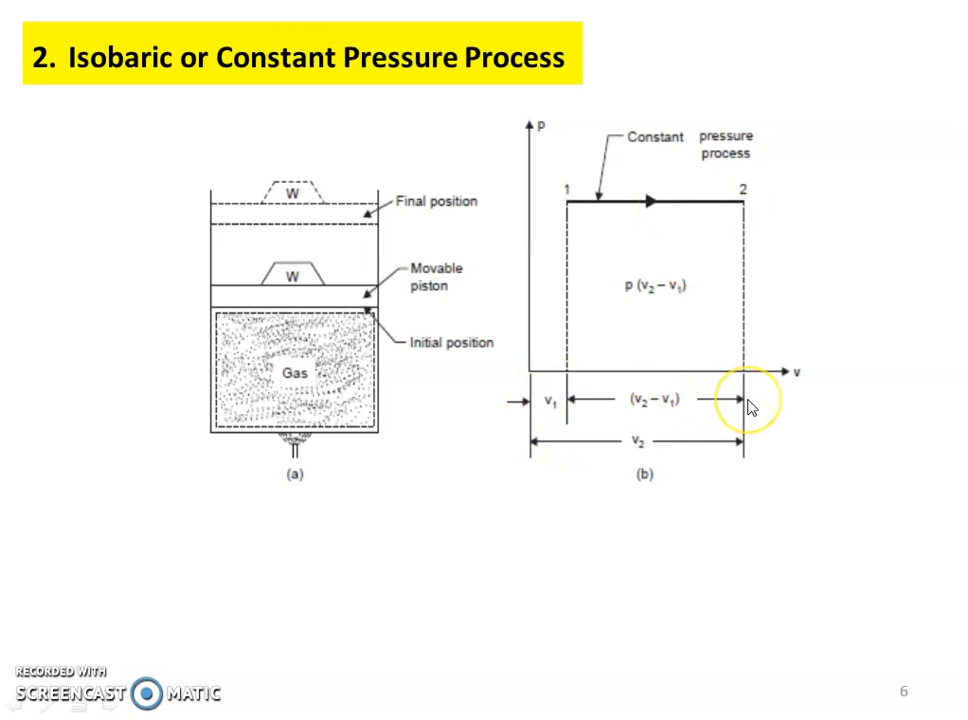 2. Isobaric or Constant Pressure Process
W
Final position
W
Movable
piston
Initial position
Gas
(a)
p
Constant pressure
process
1
2
p (v₂ – v₁)
v
v₁
(v₂ – v₁)
v₂
(b)
RECORDED WITH
SCREENCAST MATIC
6